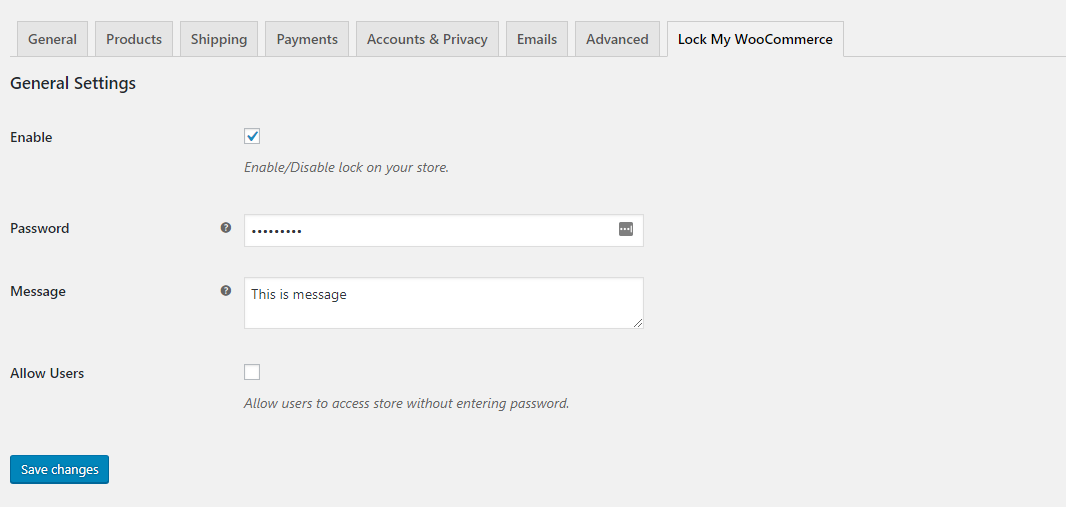 General Products Shipping Payments Accounts & Privacy Emails Advanced Lock My WooCommerce
General Settings
Enable
Enable/Disable lock on your store.
Password •••••••••
Message This is message
Allow Users
Allow users to access store without entering password.
Save changes